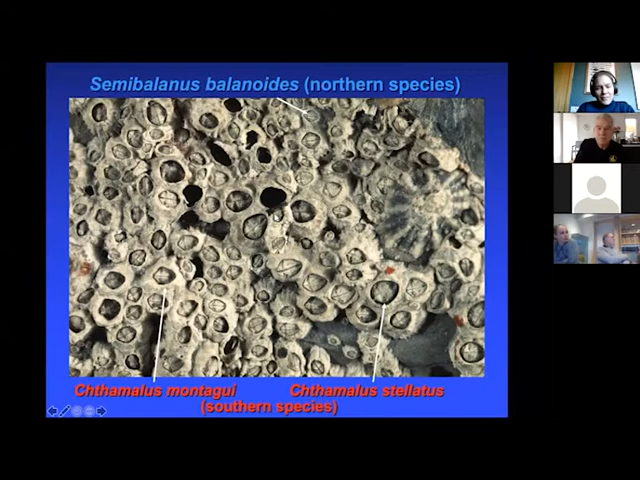 Semibalanus balanoides (northern species)
Chthamalus montagui Chthamalus stellatus
(southern species)